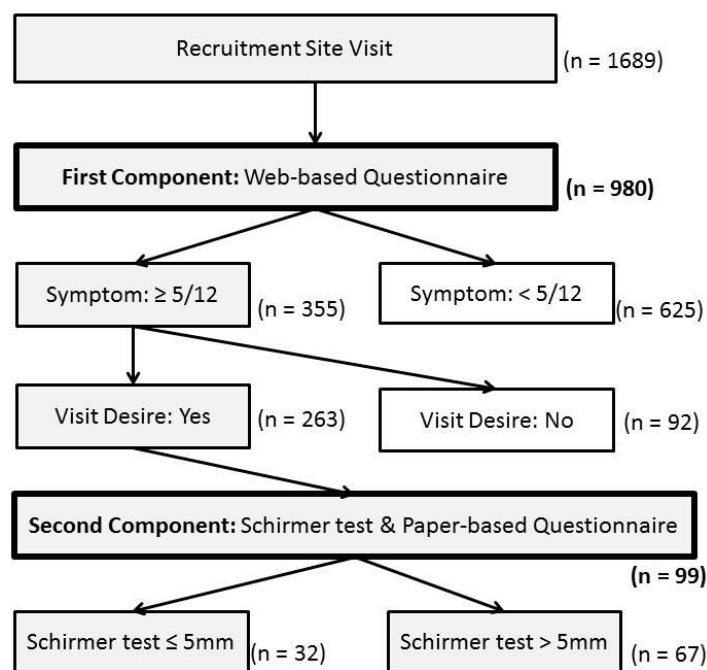 Recruitment Site Visit
(n = 1689)
First Component: Web-based Questionnaire
(n = 980)
Symptom: ≥ 5/12
(n = 355)
Symptom: < 5/12
(n = 625)
Visit Desire: Yes
(n = 263)
Visit Desire: No
(n = 92)
Second Component: Schirmer test & Paper-based Questionnaire
(n = 99)
Schirmer test ≤ 5mm
(n = 32)
Schirmer test > 5mm
(n = 67)